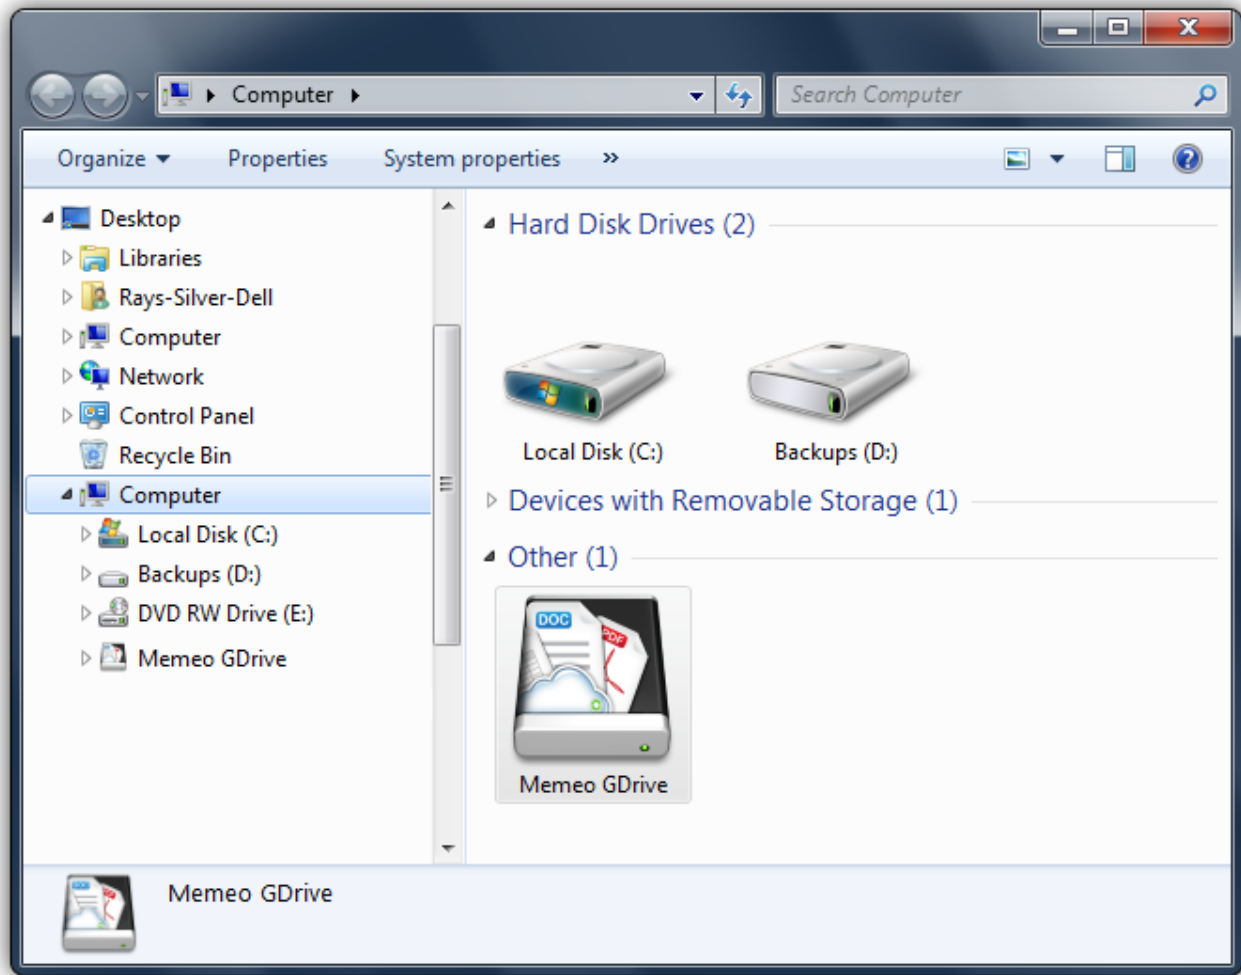 Computer
Search Computer
Organize Properties System properties »
Desktop
Libraries
Rays-Silver-Dell
Computer
Network
Control Panel
Recycle Bin
Computer
Local Disk (C:)
Backups (D:)
DVD RW Drive (E:)
Memeo GDrive
Hard Disk Drives (2)
Local Disk (C:)
Backups (D:)
Devices with Removable Storage (1)
Other (1)
DOC
PDF
Memeo GDrive
Memeo GDrive